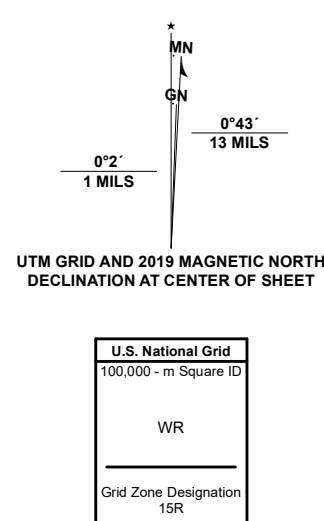 ★
MN
GN
0°43´
13 MILS
0°2´
1 MILS
UTM GRID AND 2019 MAGNETIC NORTH
DECLINATION AT CENTER OF SHEET
U.S. National Grid
100,000 - m Square ID
WR
Grid Zone Designation
15R